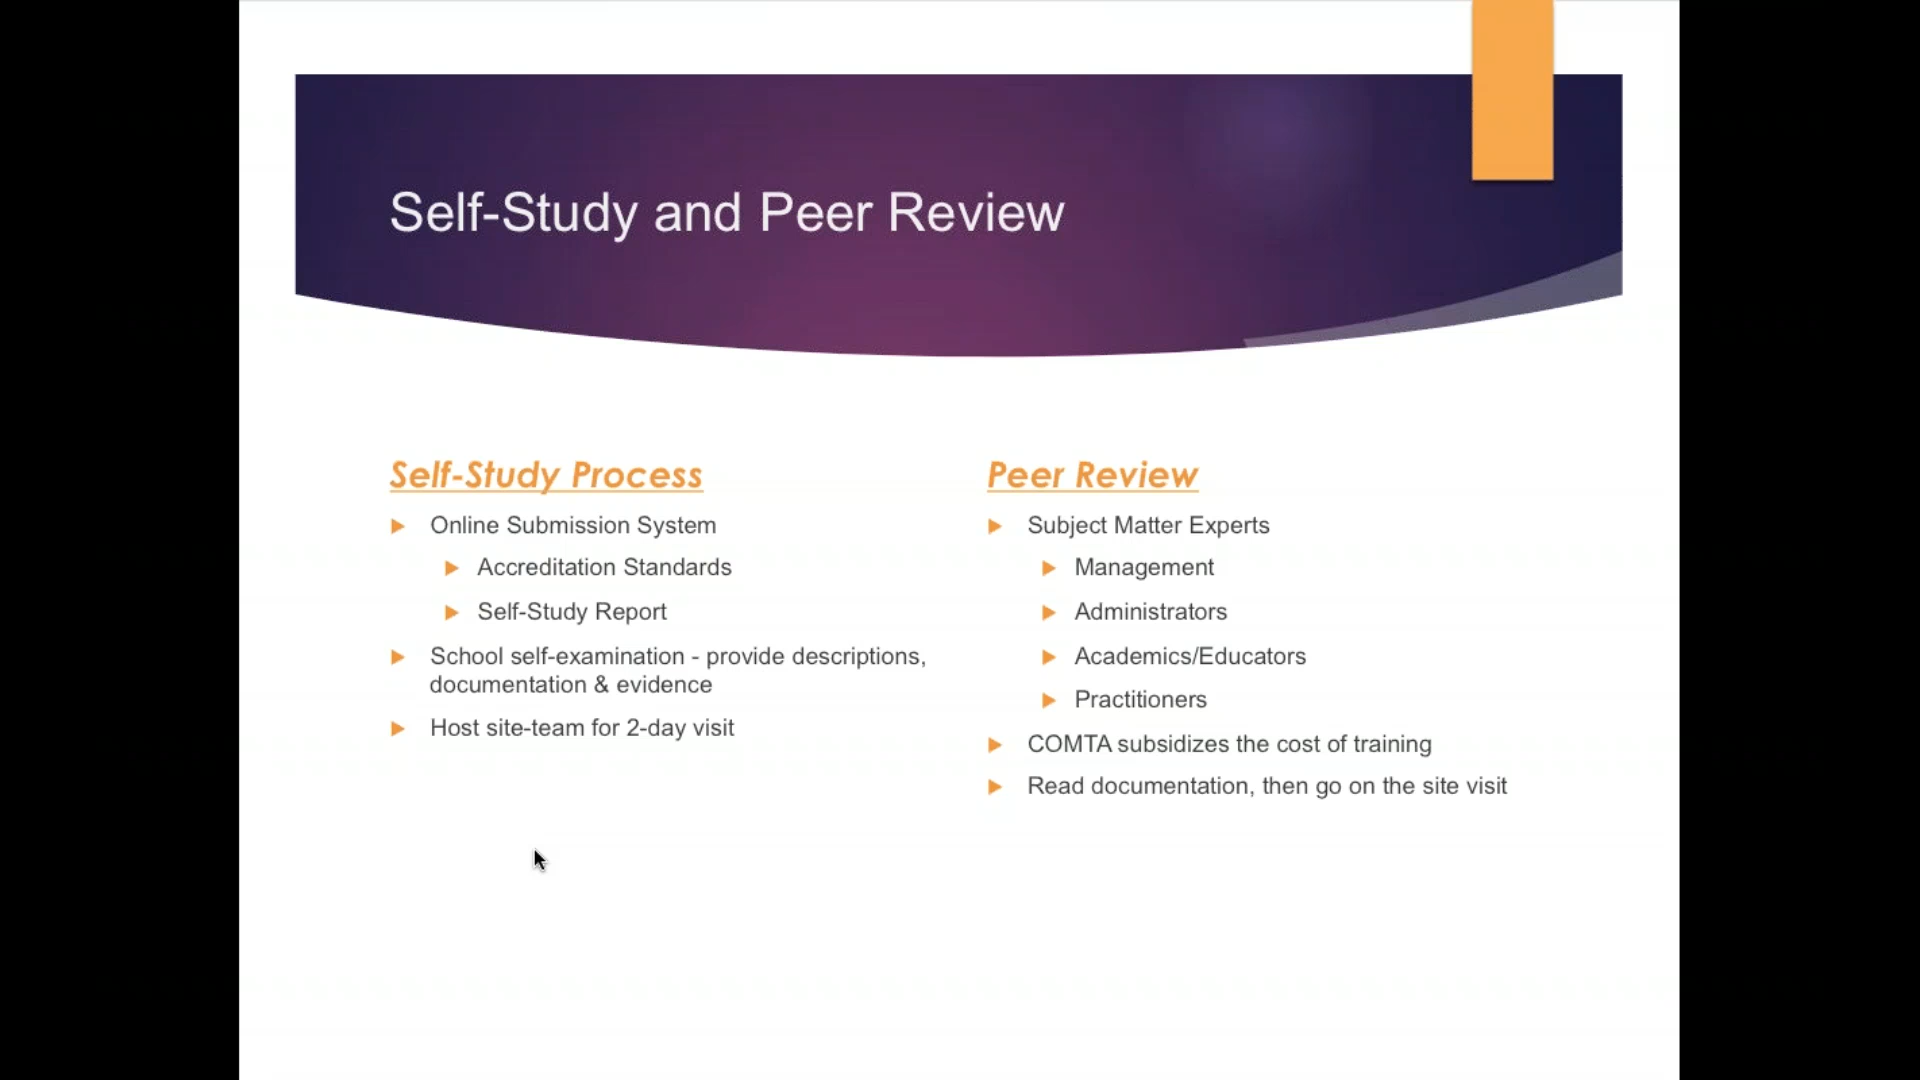 Self-Study and Peer Review
Self-Study Process
Online Submission System
Accreditation Standards
Self-Study Report
School self-examination - provide descriptions,
documentation & evidence
Host site-team for 2-day visit
Peer Review
Subject Matter Experts
Management
Administrators
Academics/Educators
Practitioners
COMTA subsidizes the cost of training
Read documentation, then go on the site visit